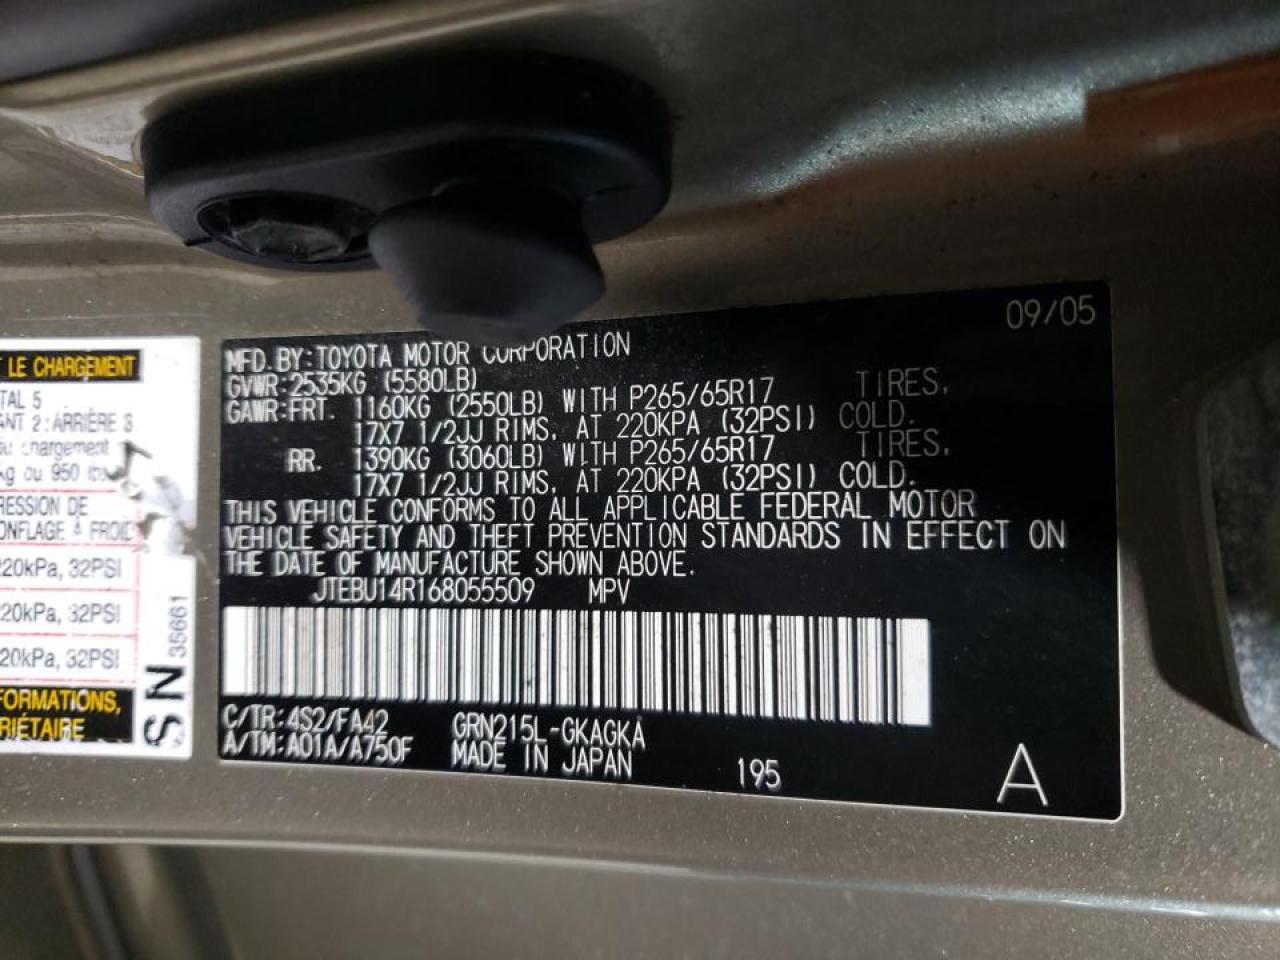 LE CHARGEMENT
TAL 5
ANT 2:ARRIÈRE 3
chargement
kg ou 950 lbs
RESSION DE
ONFLAGE À FROID
220kPa, 32PSI
220kPa, 32PSI
220kPa, 32PSI
FORMATIONS,
RIÉTAIRE
SN 35661
09/05
MFD.BY:TOYOTA MOTOR CORPORATION
GVWR:2535KG (5580LB)
GAWR:FRT. 1160KG (2550LB) WITH P265/65R17 TIRES,
17X7 1/2JJ RIMS, AT 220KPA (32PSI) COLD.
RR. 1390KG (3060LB) WITH P265/65R17 TIRES,
17X7 1/2JJ RIMS, AT 220KPA (32PSI) COLD.
THIS VEHICLE CONFORMS TO ALL APPLICABLE FEDERAL MOTOR
VEHICLE SAFETY AND THEFT PREVENTION STANDARDS IN EFFECT ON
THE DATE OF MANUFACTURE SHOWN ABOVE.
JTEBU14R168055509 MPV
C/TR:4S2/FA42 GRN215L-GKAGKA
A/TM:A01A/A750F MADE IN JAPAN 195 A